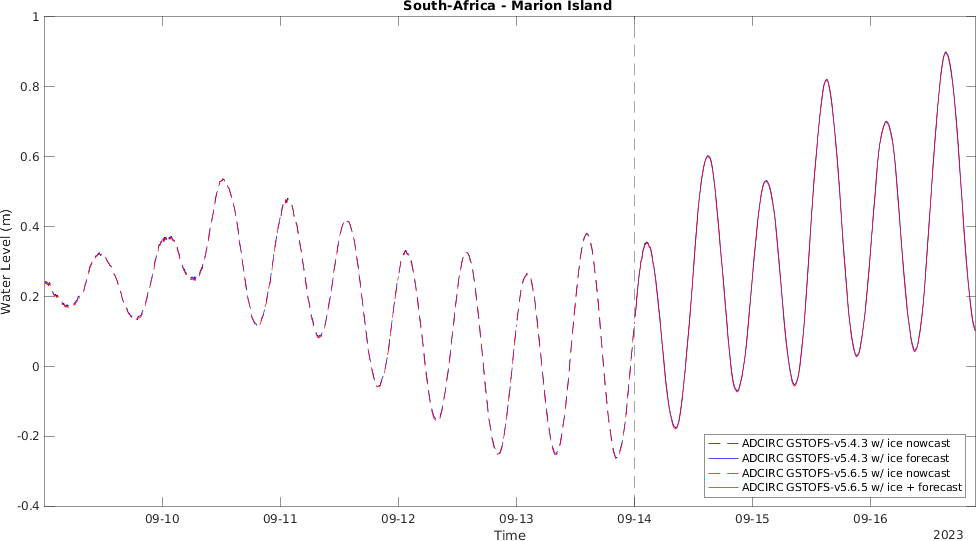 South-Africa - Marion Island
1
0.8
0.6
0.4
0.2
0
-0.2
-0.4
Water Level (m)
ADCIRC GSTOFS-v5.4.3 w/ ice nowcast
ADCIRC GSTOFS-v5.4.3 w/ ice forecast
ADCIRC GSTOFS-v5.6.5 w/ ice nowcast
ADCIRC GSTOFS-v5.6.5 w/ ice + forecast
09-10 09-11 09-12 09-13 09-14 09-15 09-16
Time
2023